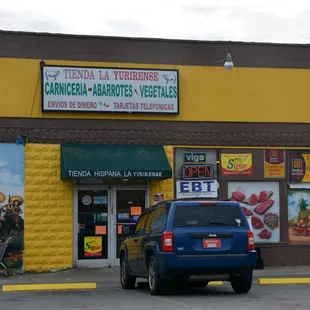 TIENDA LA YURIRENSE
CARNICERIA - ABARROTES - VEGETALES
ENVIOS DE DINERO
TARJETAS TELEFONICAS
TIENDA HISPANA LA YURIRENSE
vigo
OPEN
EBT